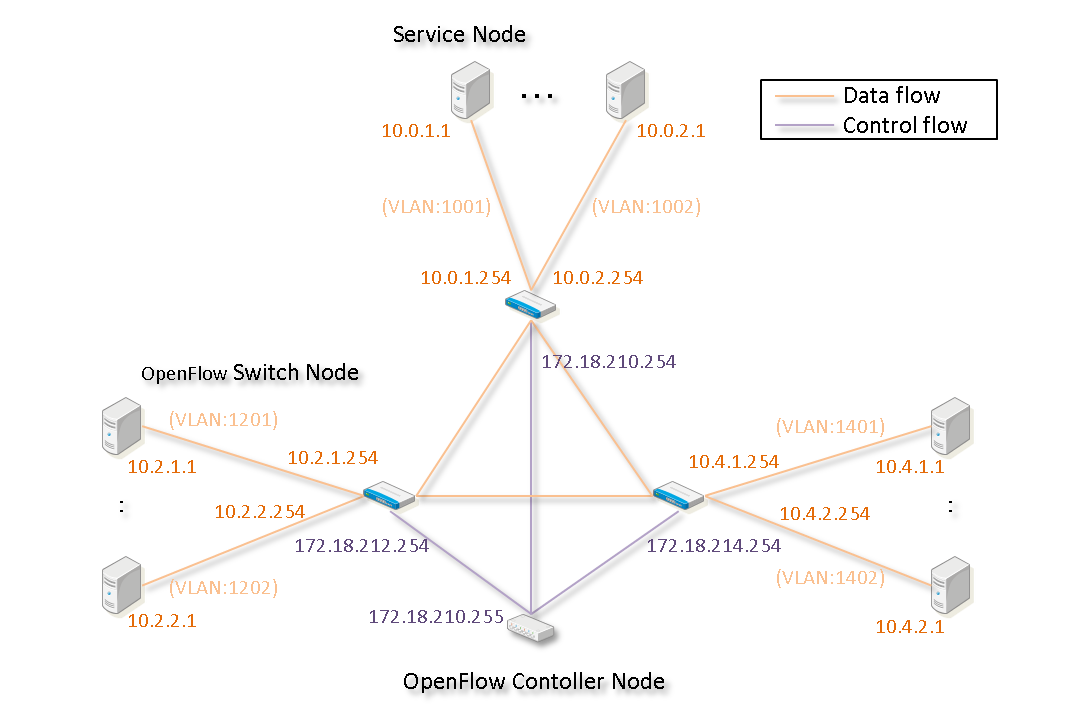 Service Node
...
Data flow
Control flow
10.0.1.1
10.0.2.1
(VLAN:1001)
(VLAN:1002)
10.0.1.254
10.0.2.254
172.18.210.254
OpenFlow Switch Node
(VLAN:1201)
(VLAN:1401)
10.2.1.254
10.4.1.254
10.2.1.1
10.4.1.1
:
:
10.2.2.254
10.4.2.254
172.18.212.254
172.18.214.254
(VLAN:1202)
(VLAN:1402)
10.2.2.1
172.18.210.255
10.4.2.1
OpenFlow Contoller Node